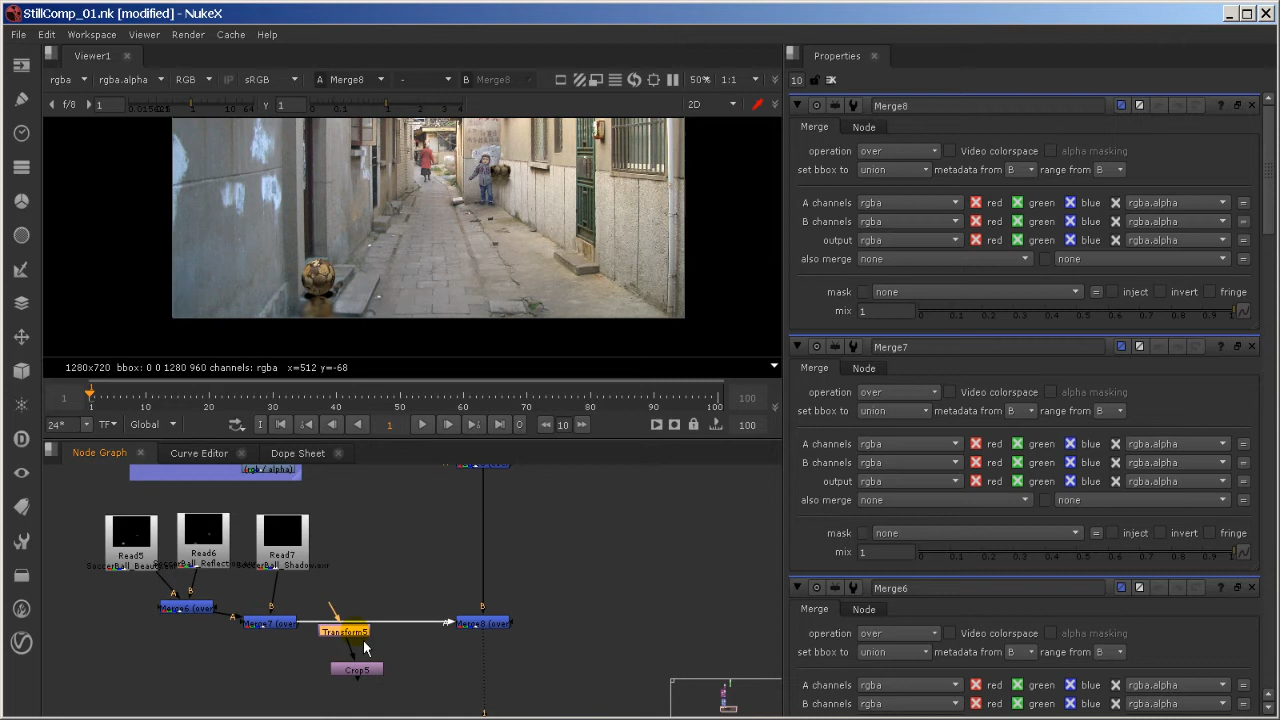 StillComp_01.nk [modified] - NukeX
File Edit Workspace Viewer Render Cache Help
Viewer1
Properties
rgba rgba.alpha RGB IP sRGB A Merge8 - B Merge8 50% 1:1
10
f/8 1 Y 1 2D
Merge8
Merge Node
operation over Video colorspace alpha masking
set bbox to union metadata from B range from B
A channels rgba red green blue rgba.alpha =
B channels rgba red green blue rgba.alpha =
output rgba red green blue rgba.alpha =
also merge none none
mask none = inject invert fringe
mix 1 0 0.1 0.2 0.3 0.4 0.5 0.6 0.7 0.8 0.9 1
Merge7
Merge Node
operation over Video colorspace alpha masking
set bbox to union metadata from B range from B
A channels rgba red green blue rgba.alpha =
B channels rgba red green blue rgba.alpha =
output rgba red green blue rgba.alpha =
also merge none none
mask none = inject invert fringe
mix 1 0 0.1 0.2 0.3 0.4 0.5 0.6 0.7 0.8 0.9 1
Merge6
Merge Node
operation over Video colorspace alpha masking
set bbox to union metadata from B range from B
A channels rgba red green blue rgba.alpha =
B channels rgba red green blue rgba.alpha =
1280x720 bbox: 0 0 1280 960 channels: rgba x=512 y=-68
1 1 10 20 30 40 50 60 70 80 90 100 100
24* TF Global 1 10 100
Node Graph Curve Editor Dope Sheet
(rgb / alpha)
Read5
Read6
Read7
A B B B
Merge6 (over)
A Merge7 (over
A Merge8 (over)
Transform5
Crop5
1